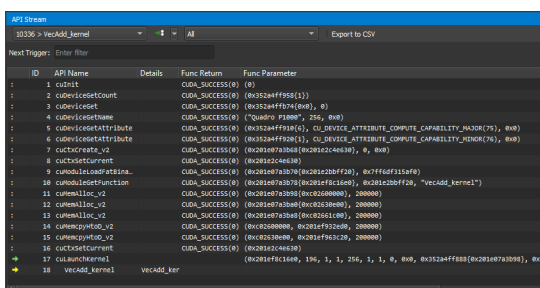 API Stream
10336 > VecAdd_kernel All Export to CSV
Next Trigger: Enter filter
ID API Name Details Func Return Func Parameter
1 cuInit CUDA_SUCCESS(0) (0)
2 cuDeviceGetCount CUDA_SUCCESS(0) (0x352a4ff958{1})
3 cuDeviceGet CUDA_SUCCESS(0) (0x352a4ffb74{0x0}, 0)
4 cuDeviceGetName CUDA_SUCCESS(0) ("Quadro P1000", 256, 0x0)
5 cuDeviceGetAttribute CUDA_SUCCESS(0) (0x352a4ff910{6}, CU_DEVICE_ATTRIBUTE_COMPUTE_CAPABILITY_MAJOR(75), 0x0)
6 cuDeviceGetAttribute CUDA_SUCCESS(0) (0x352a4ff920{1}, CU_DEVICE_ATTRIBUTE_COMPUTE_CAPABILITY_MINOR(76), 0x0)
7 cuCtxCreate_v2 CUDA_SUCCESS(0) (0x201e07a3b68{0x201e2c4e630}, 0, 0x0)
8 cuCtxSetCurrent CUDA_SUCCESS(0) (0x201e2c4e630)
9 cuModuleLoadFatBina… CUDA_SUCCESS(0) (0x201e07a3b70{0x201e2bbff20}, 0x7ff6df315af0)
10 cuModuleGetFunction CUDA_SUCCESS(0) (0x201e07a3b78{0x201ef8c16e0}, 0x201e2bbff20, "VecAdd_kernel")
11 cuMemAlloc_v2 CUDA_SUCCESS(0) (0x201e07a3b98{0xc02600000}, 200000)
12 cuMemAlloc_v2 CUDA_SUCCESS(0) (0x201e07a3ba0{0xc02630e00}, 200000)
13 cuMemAlloc_v2 CUDA_SUCCESS(0) (0x201e07a3ba8{0xc02661c00}, 200000)
14 cuMemcpyHtoD_v2 CUDA_SUCCESS(0) (0xc02600000, 0x201ef932ed0, 200000)
15 cuMemcpyHtoD_v2 CUDA_SUCCESS(0) (0xc02630e00, 0x201ef963c20, 200000)
16 cuCtxSetCurrent CUDA_SUCCESS(0) (0x201e2c4e630)
17 cuLaunchKernel (0x201ef8c16e0, 196, 1, 1, 256, 1, 1, 0, 0x0, 0x352a4ff888{0x201e07a3b98}, 0x
18 VecAdd_kernel VecAdd_ker